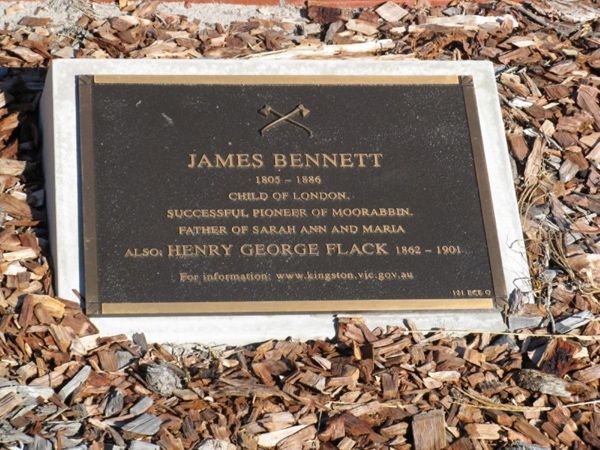 JAMES BENNETT
1805 – 1886
CHILD OF LONDON.
SUCCESSFUL PIONEER OF MOORABBIN.
FATHER OF SARAH ANN AND MARIA
ALSO: HENRY GEORGE FLACK 1862 – 1901
For information: www.kingston.vic.gov.au